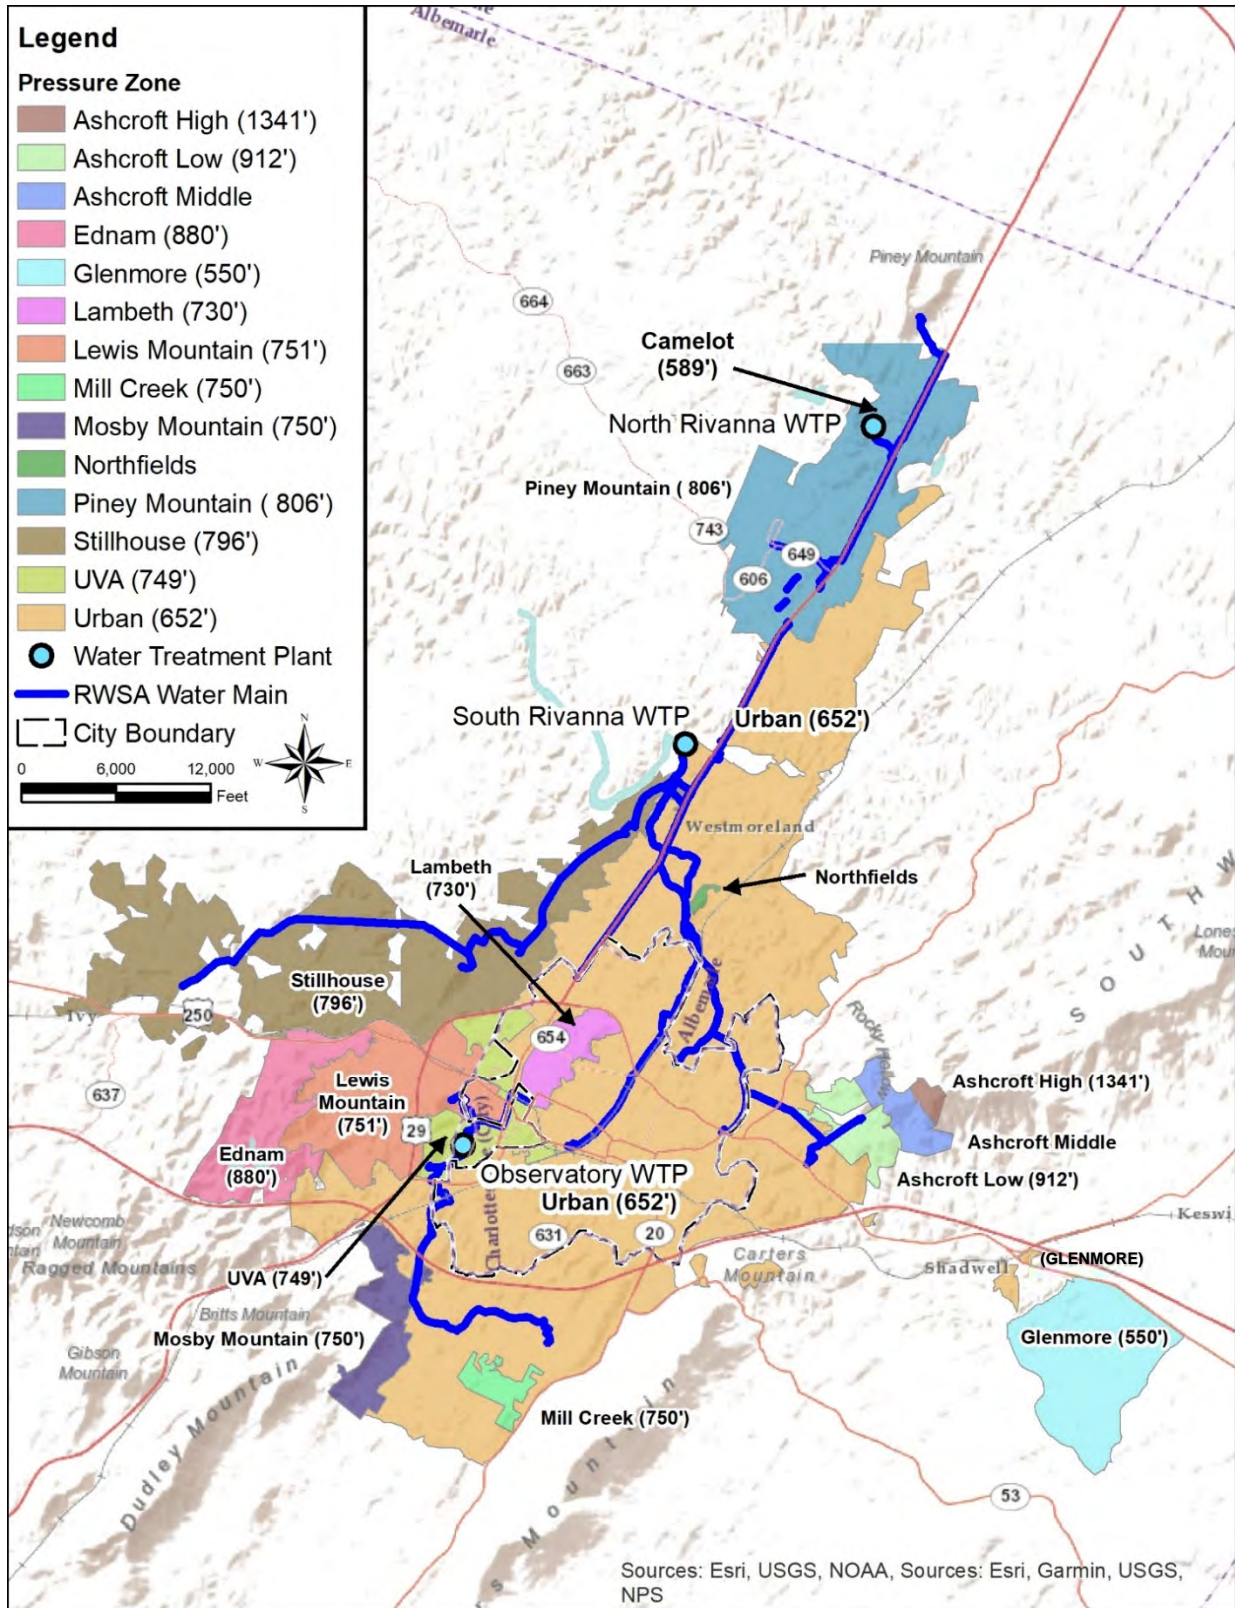 Legend
Pressure Zone
Ashcroft High (1341')
Ashcroft Low (912')
Ashcroft Middle
Ednam (880')
Glenmore (550')
Lambeth (730')
Lewis Mountain (751')
Mill Creek (750')
Mosby Mountain (750')
Northfields
Piney Mountain ( 806')
Stillhouse (796')
UVA (749')
Urban (652')
Water Treatment Plant
RWSA Water Main
City Boundary
N
W
E
S
0
6,000
12,000
Feet
Albemarle
Piney Mountain
664
663
Camelot
(589')
North Rivanna WTP
Piney Mountain ( 806')
743
649
606
South Rivanna WTP
Urban (652')
Westmoreland
Lambeth
(730')
Northfields
Stillhouse
(796')
Ivy
250
654
Albemarle
Rocky Hollow
637
Lewis
Mountain
(751')
29
Ednam
(880')
Ashcroft High (1341')
Ashcroft Middle
Ashcroft Low (912')
Observatory WTP
Urban (652')
631
20
Newcomb
Mountain
Ragged Mountains
UVA (749')
Britts Mountain
Mosby Mountain (750')
Gibson
Mountain
Dudley Mountain
Carters
Mountain
Shadwell
(GLENMORE)
Glenmore (550')
Mill Creek (750')
Mountain
53
Sources: Esri, USGS, NOAA, Sources: Esri, Garmin, USGS,
NPS